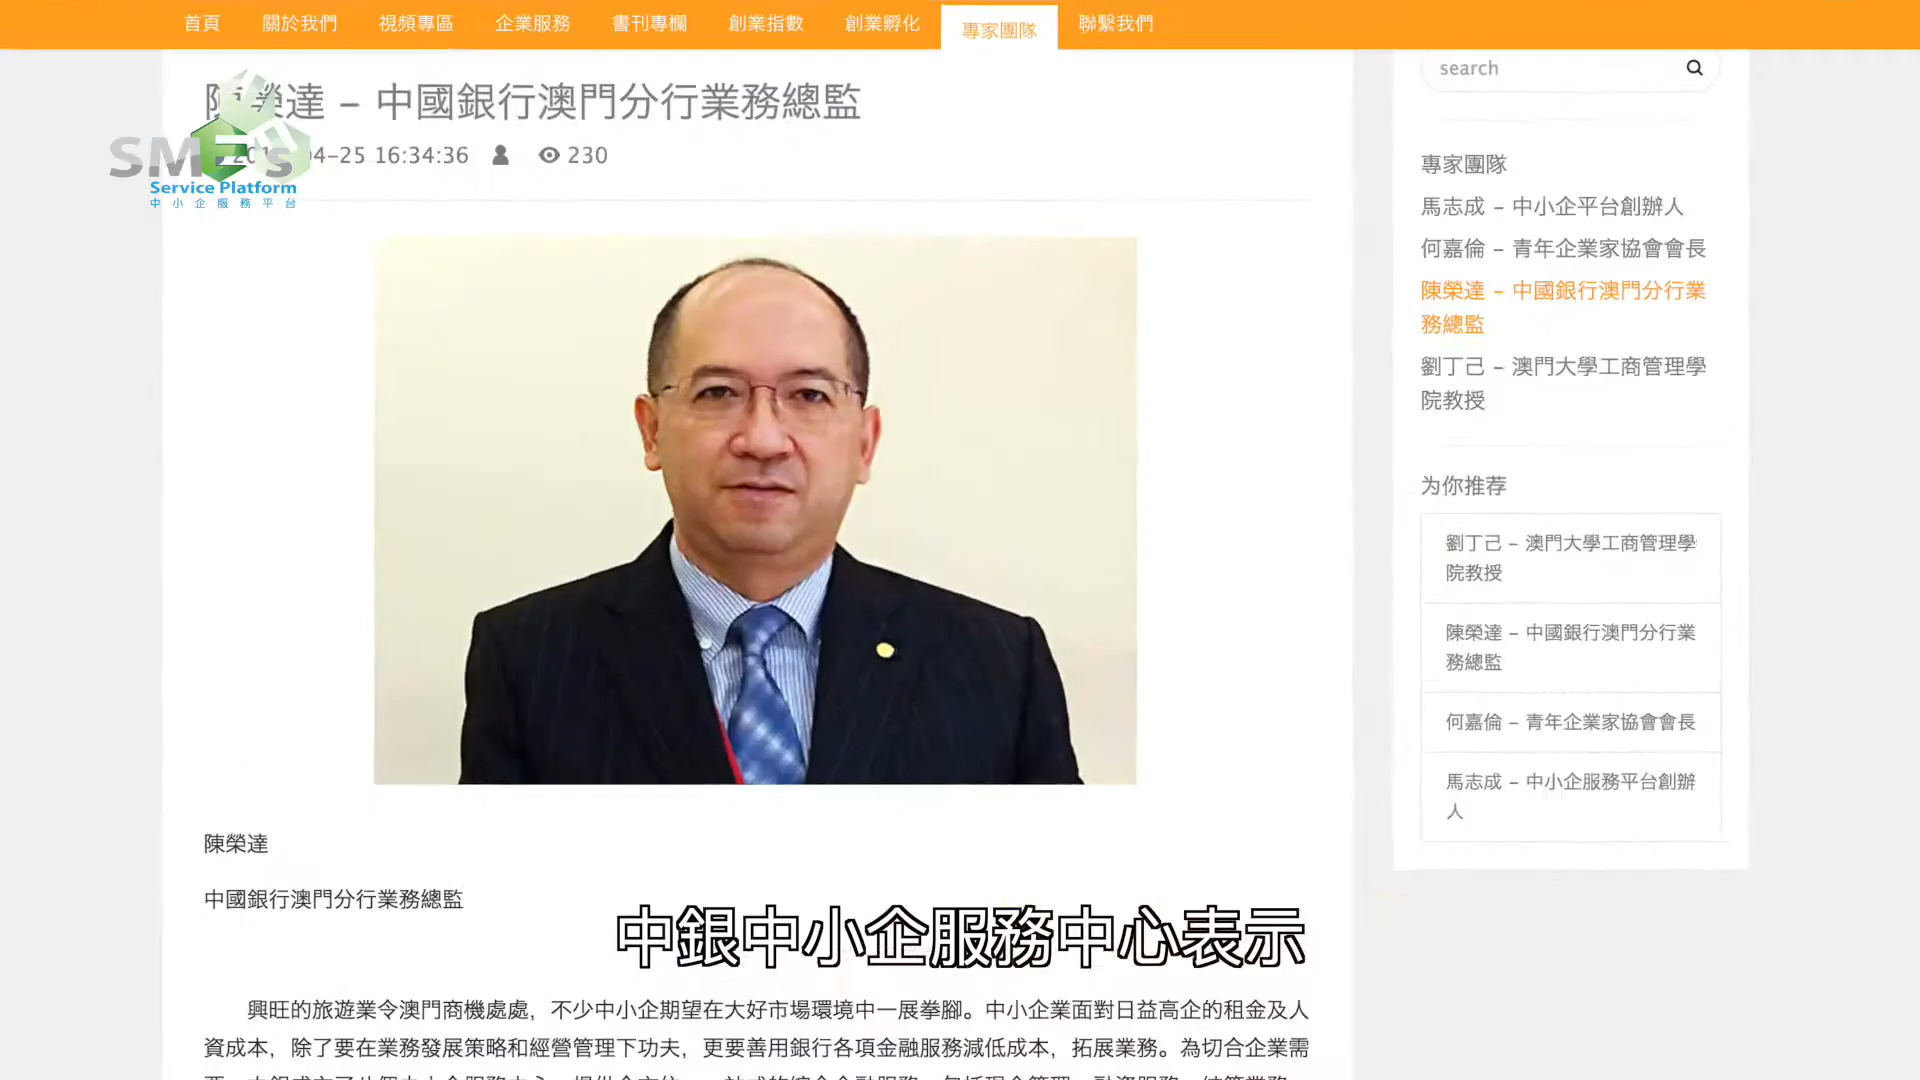 首頁 關於我們 視頻專區 企業服務 書刊專欄 創業指數 創業孵化 專家團隊 聯繫我們
陳榮達 – 中國銀行澳門分行業務總監
04-25 16:34:36 230
SMEs
Service Platform
中小企服務平台
search
專家團隊
馬志成 – 中小企平台創辦人
何嘉倫 – 青年企業家協會會長
陳榮達 – 中國銀行澳門分行業
務總監
劉丁己 – 澳門大學工商管理學
院教授
为你推荐
劉丁己 – 澳門大學工商管理學
院教授
陳榮達 – 中國銀行澳門分行業
務總監
何嘉倫 – 青年企業家協會會長
馬志成 – 中小企服務平台創辦
人
陳榮達
中國銀行澳門分行業務總監
中銀中小企服務中心表示
興旺的旅遊業令澳門商機處處，不少中小企期望在大好市場環境中一展拳腳。中小企業面對日益高企的租金及人
資成本，除了要在業務發展策略和經營管理下功夫，更要善用銀行各項金融服務減低成本，拓展業務。為切合企業需